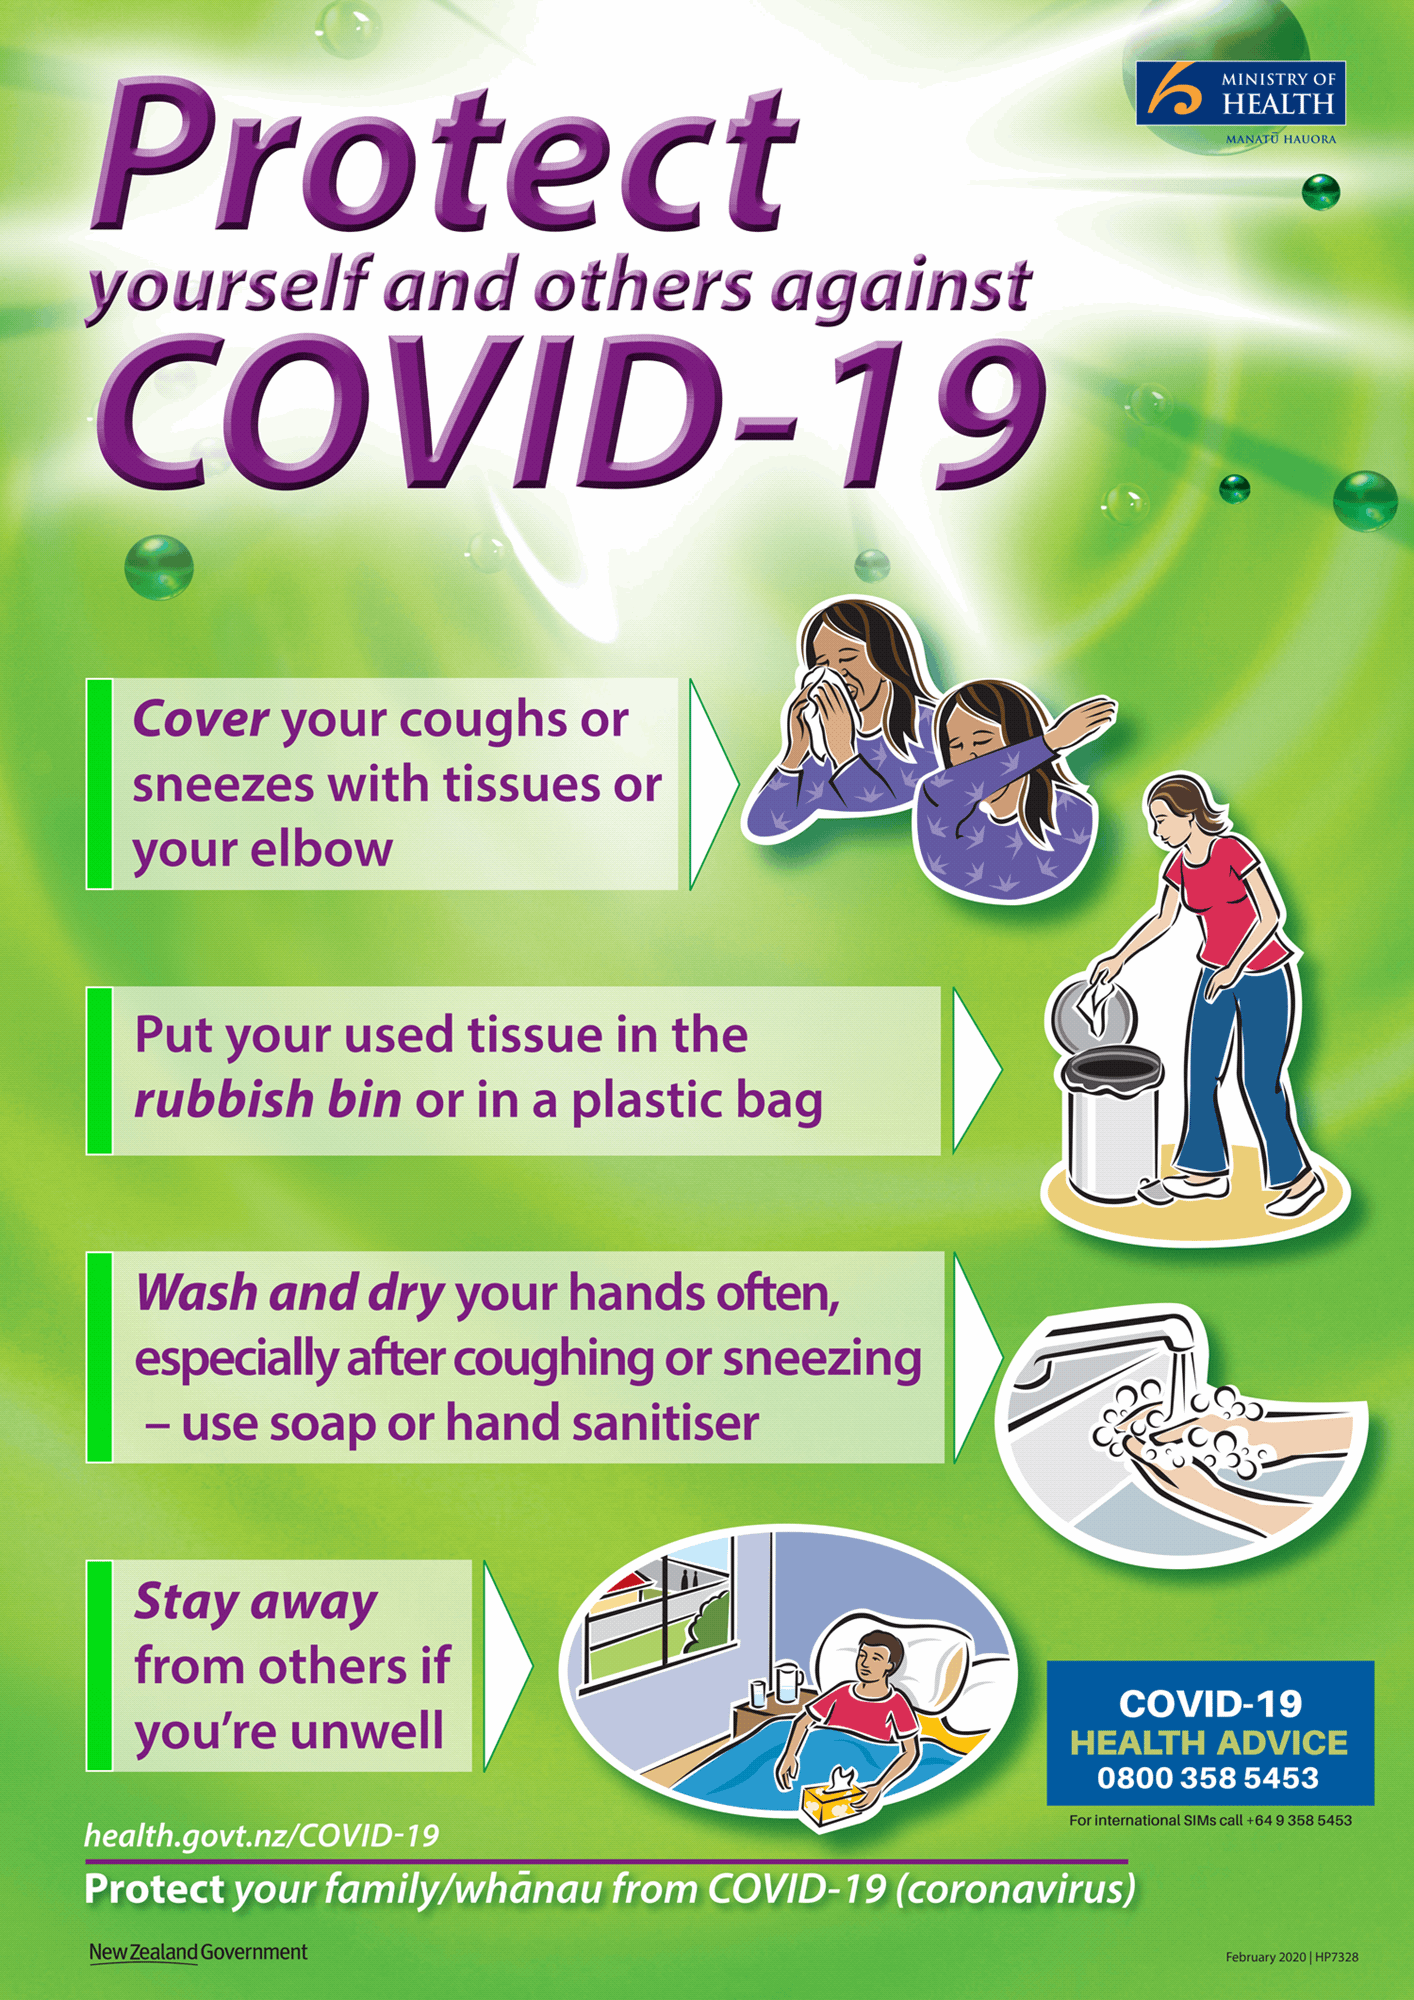 MINISTRY OF
HEALTH
MANATŪ HAUORA
Protect
yourself and others against
COVID-19
Cover your coughs or
sneezes with tissues or
your elbow
Put your used tissue in the
rubbish bin or in a plastic bag
Wash and dry your hands often,
especially after coughing or sneezing
– use soap or hand sanitiser
Stay away
from others if
you’re unwell
COVID-19
HEALTH ADVICE
0800 358 5453
For international SIMs call +64 9 358 5453
health.govt.nz/COVID-19
Protect your family/whānau from COVID-19 (coronavirus)
New Zealand Government
February 2020 | HP7328